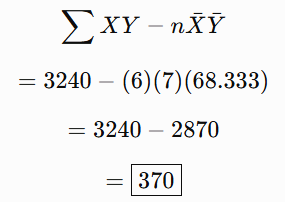 ∑ XY − nX̄Ȳ
= 3240 − (6)(7)(68.333)
= 3240 − 2870
= 370